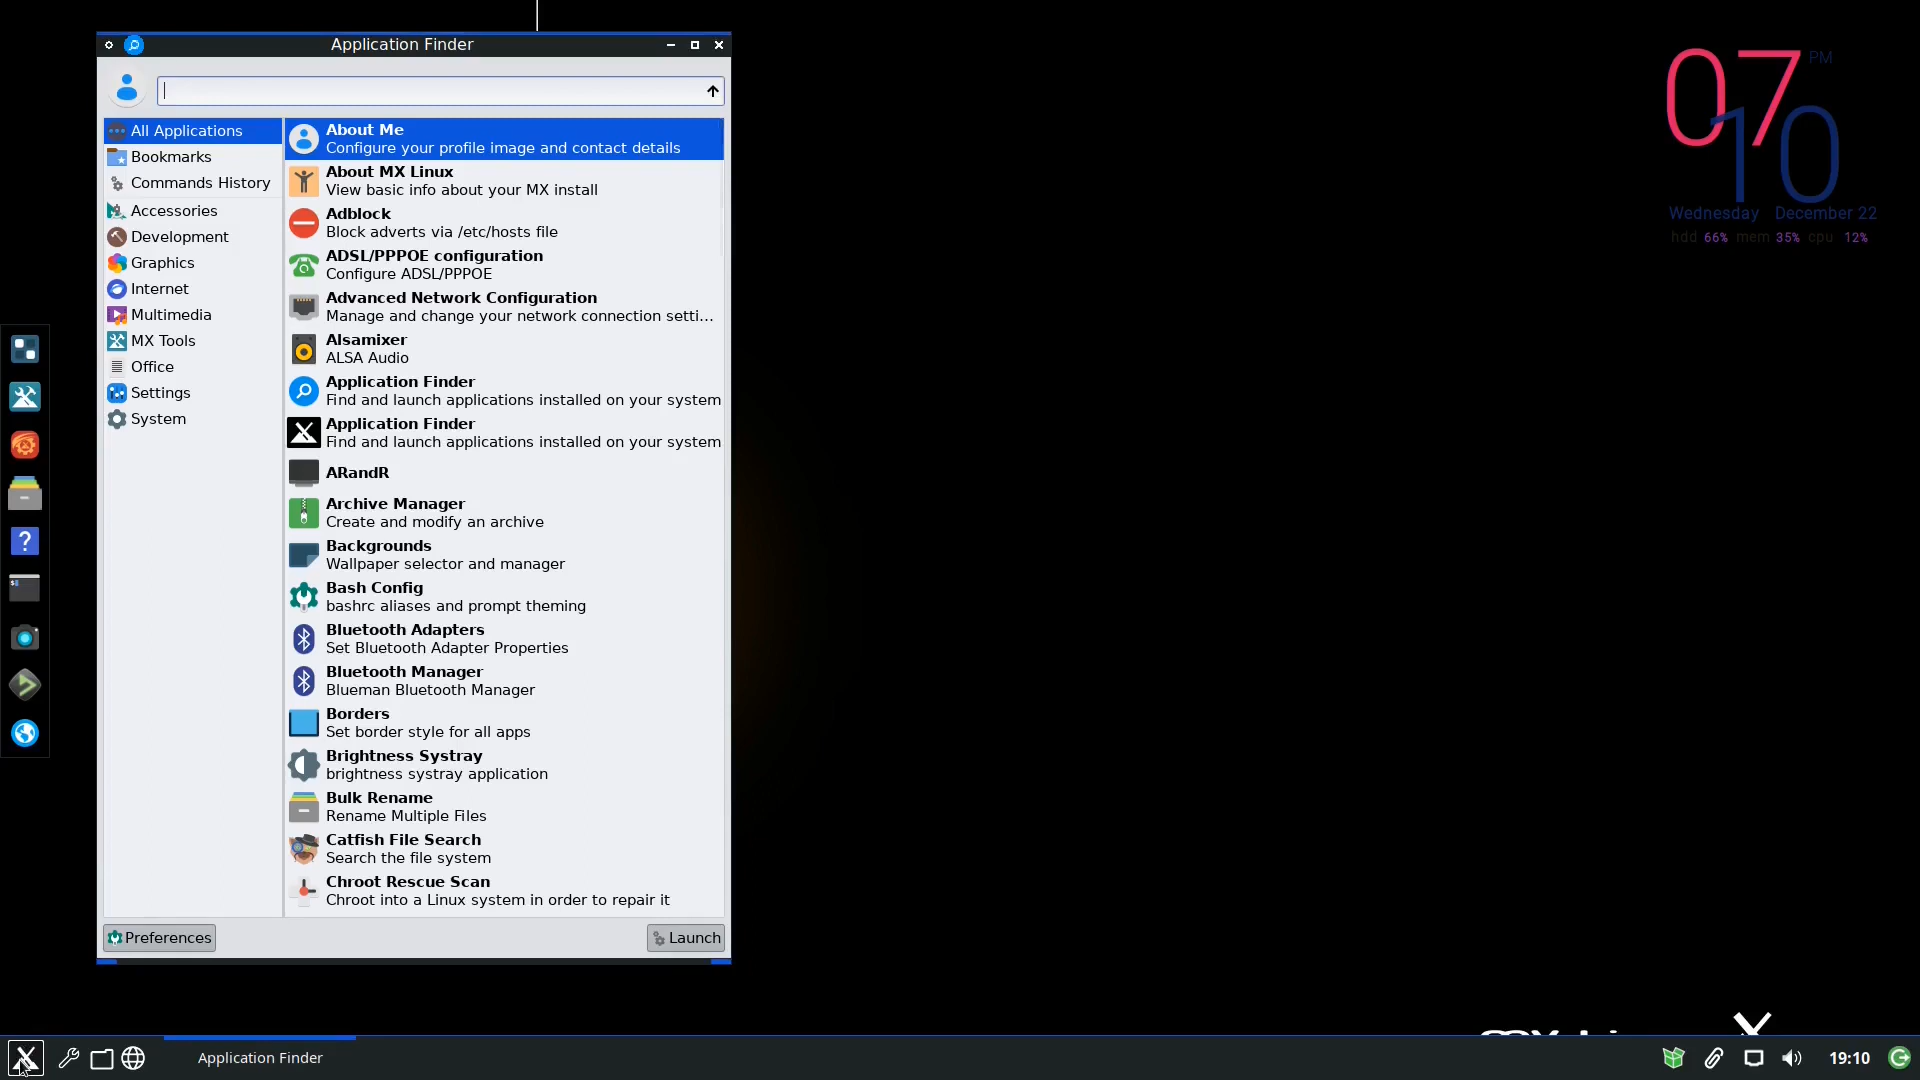 Application Finder
All Applications
Bookmarks
Commands History
Accessories
Development
Graphics
Internet
Multimedia
MX Tools
Office
Settings
System
About Me
Configure your profile image and contact details
About MX Linux
View basic info about your MX install
Adblock
Block adverts via /etc/hosts file
ADSL/PPPOE configuration
Configure ADSL/PPPOE
Advanced Network Configuration
Manage and change your network connection setti...
Alsamixer
ALSA Audio
Application Finder
Find and launch applications installed on your system
Application Finder
Find and launch applications installed on your system
ARandR
Archive Manager
Create and modify an archive
Backgrounds
Wallpaper selector and manager
Bash Config
bashrc aliases and prompt theming
Bluetooth Adapters
Set Bluetooth Adapter Properties
Bluetooth Manager
Blueman Bluetooth Manager
Borders
Set border style for all apps
Brightness Systray
brightness systray application
Bulk Rename
Rename Multiple Files
Catfish File Search
Search the file system
Chroot Rescue Scan
Chroot into a Linux system in order to repair it
Preferences
Launch
07 PM
10
Wednesday December 22
hdd 66% mem 35% cpu 12%
Application Finder
19:10